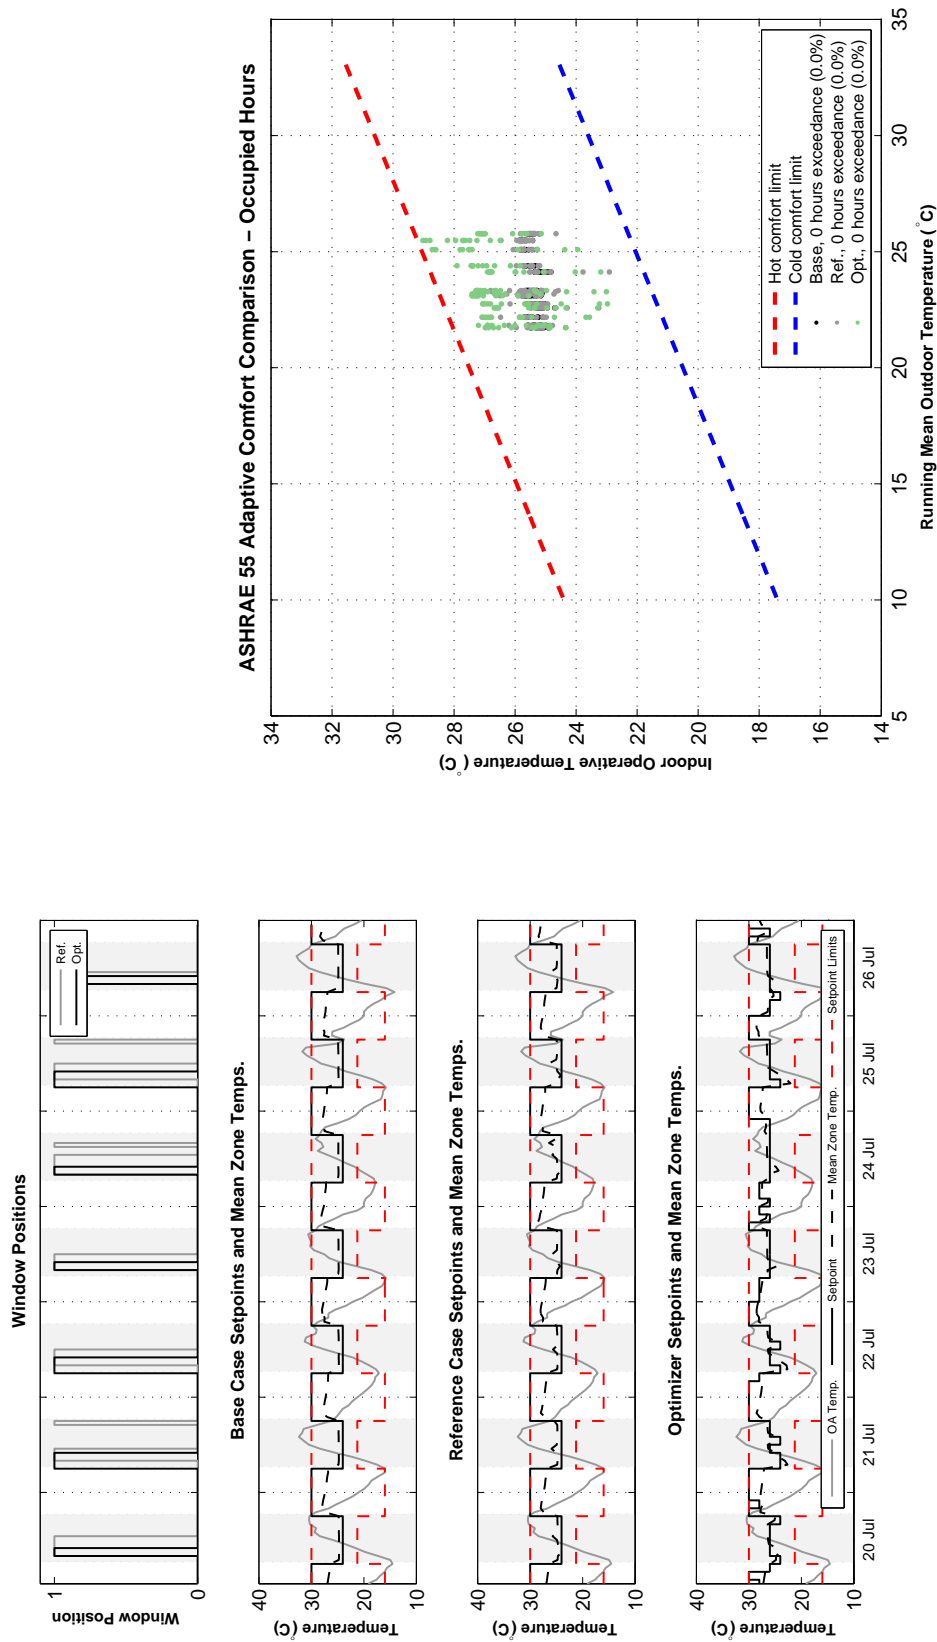 Window Positions
Window Position
1
0
Ref.
Opt.
Base Case Setpoints and Mean Zone Temps.
Temperature (°C)
40
30
20
10
Reference Case Setpoints and Mean Zone Temps.
Temperature (°C)
40
30
20
10
Optimizer Setpoints and Mean Zone Temps.
Temperature (°C)
40
30
20
10
OA Temp.
Setpoint
Mean Zone Temp.
Setpoint Limits
20 Jul
21 Jul
22 Jul
23 Jul
24 Jul
25 Jul
26 Jul
ASHRAE 55 Adaptive Comfort Comparison – Occupied Hours
Indoor Operative Temperature (°C)
34
32
30
28
26
24
22
20
18
16
14
Hot comfort limit
Cold comfort limit
Base, 0 hours exceedance (0.0%)
Ref., 0 hours exceedance (0.0%)
Opt., 0 hours exceedance (0.0%)
5
10
15
20
25
30
35
Running Mean Outdoor Temperature (°C)